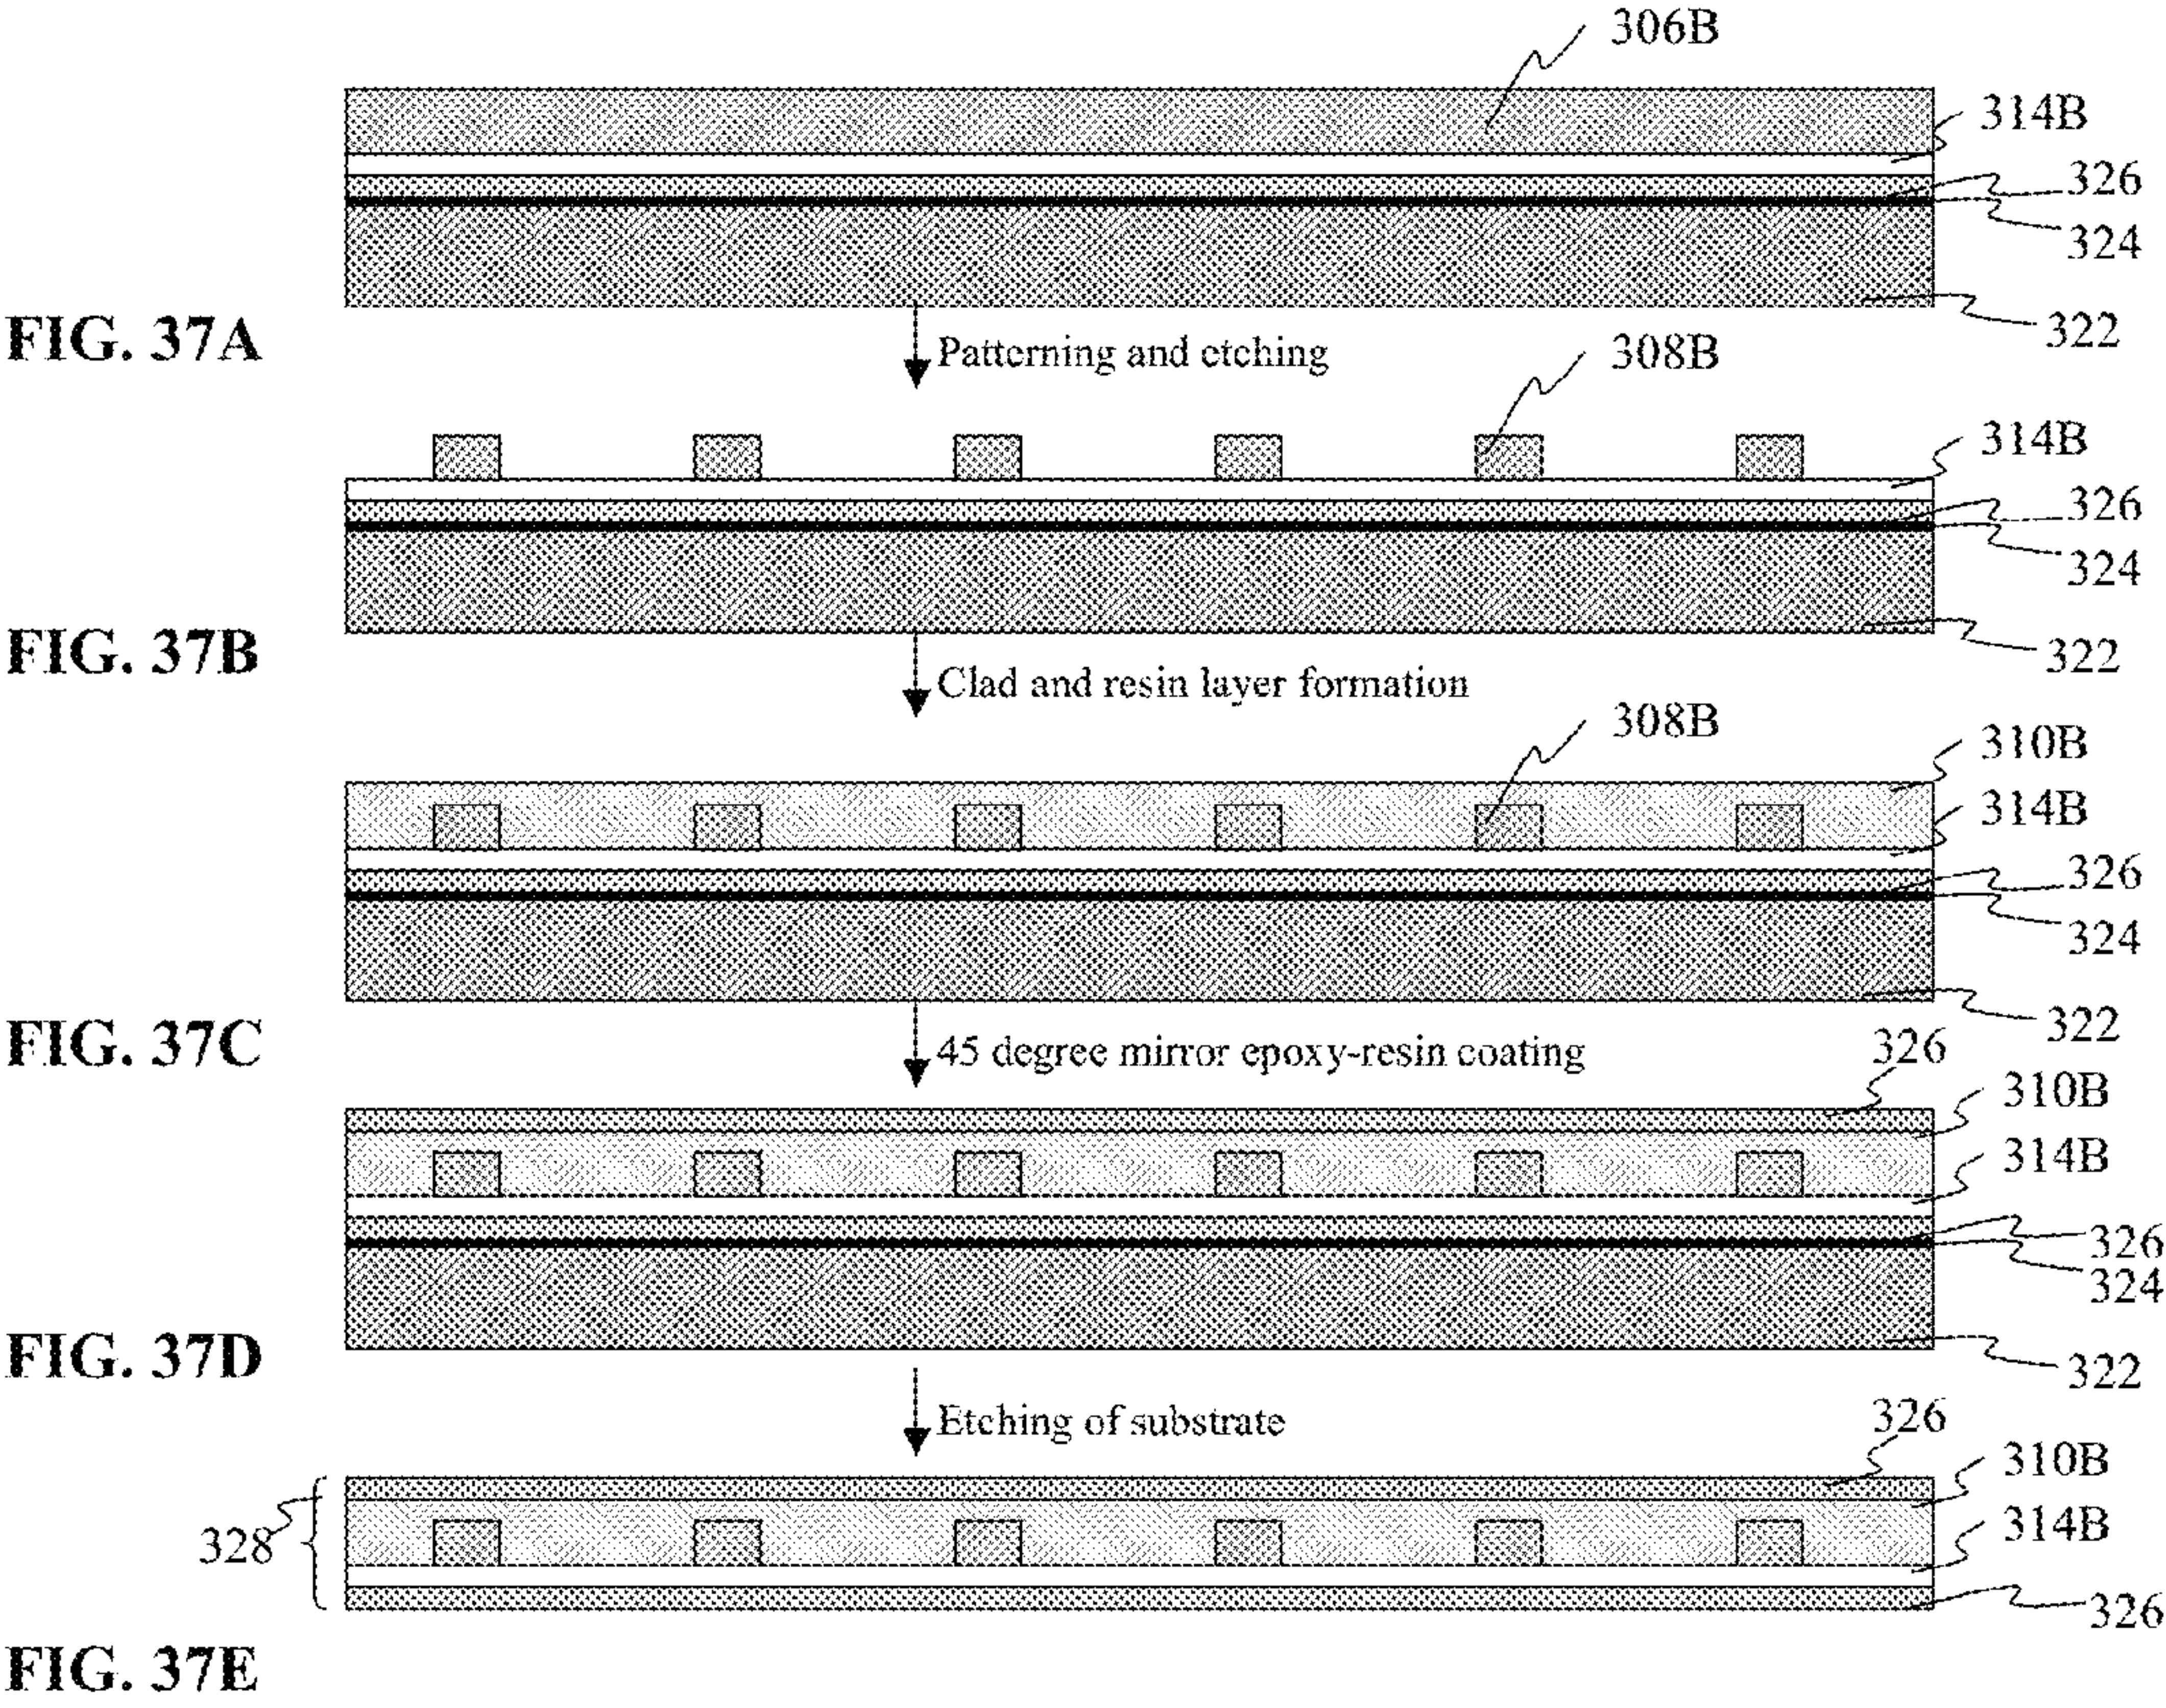 306B
314B
326
324
322
FIG. 37A
Patterning and etching
308B
314B
326
324
322
FIG. 37B
Clad and resin layer formation
308B
310B
314B
326
324
322
FIG. 37C
45 degree mirror epoxy-resin coating
326
310B
314B
326
324
322
FIG. 37D
Etching of substrate
326
310B
328
314B
326
FIG. 37E